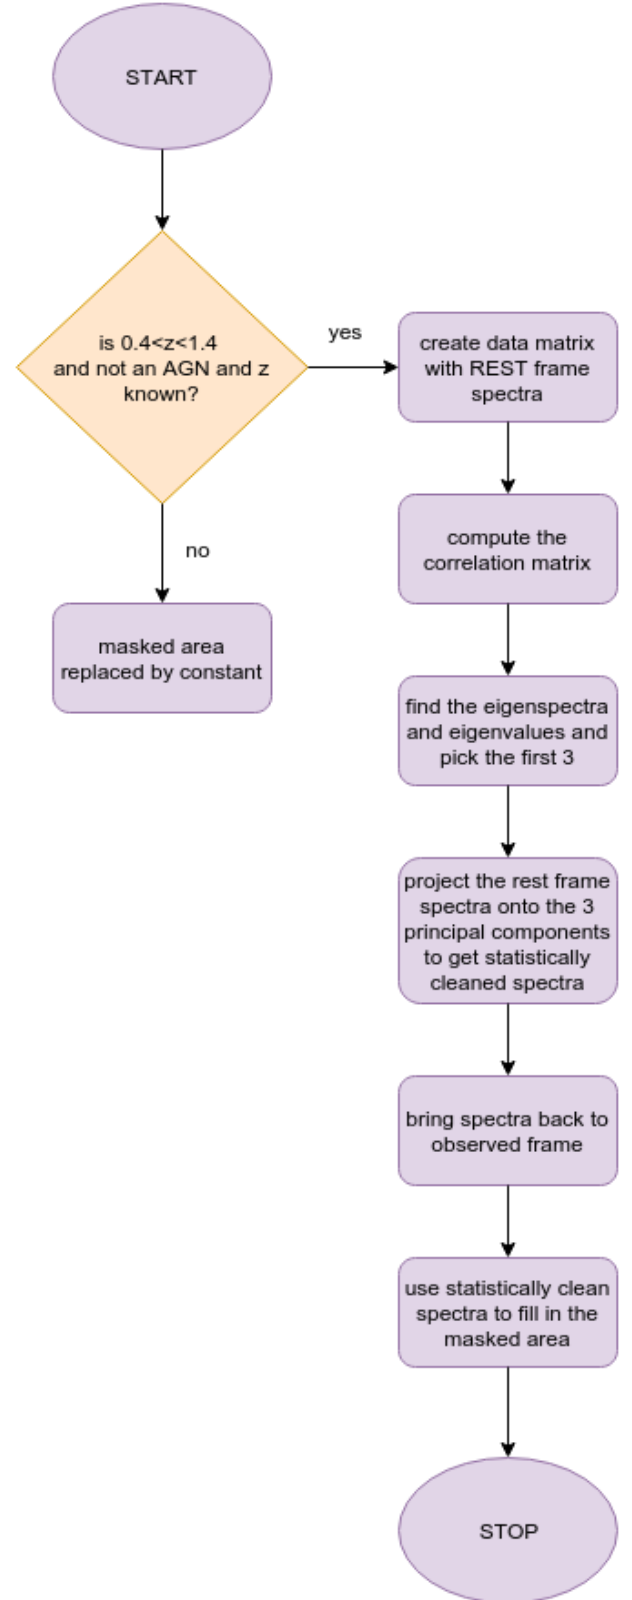 START
is 0.4<z<1.4
and not an AGN and z
known?
yes
no
masked area
replaced by constant
create data matrix
with REST frame
spectra
compute the
correlation matrix
find the eigenspectra
and eigenvalues and
pick the first 3
project the rest frame
spectra onto the 3
principal components
to get statistically
cleaned spectra
bring spectra back to
observed frame
use statistically clean
spectra to fill in the
masked area
STOP